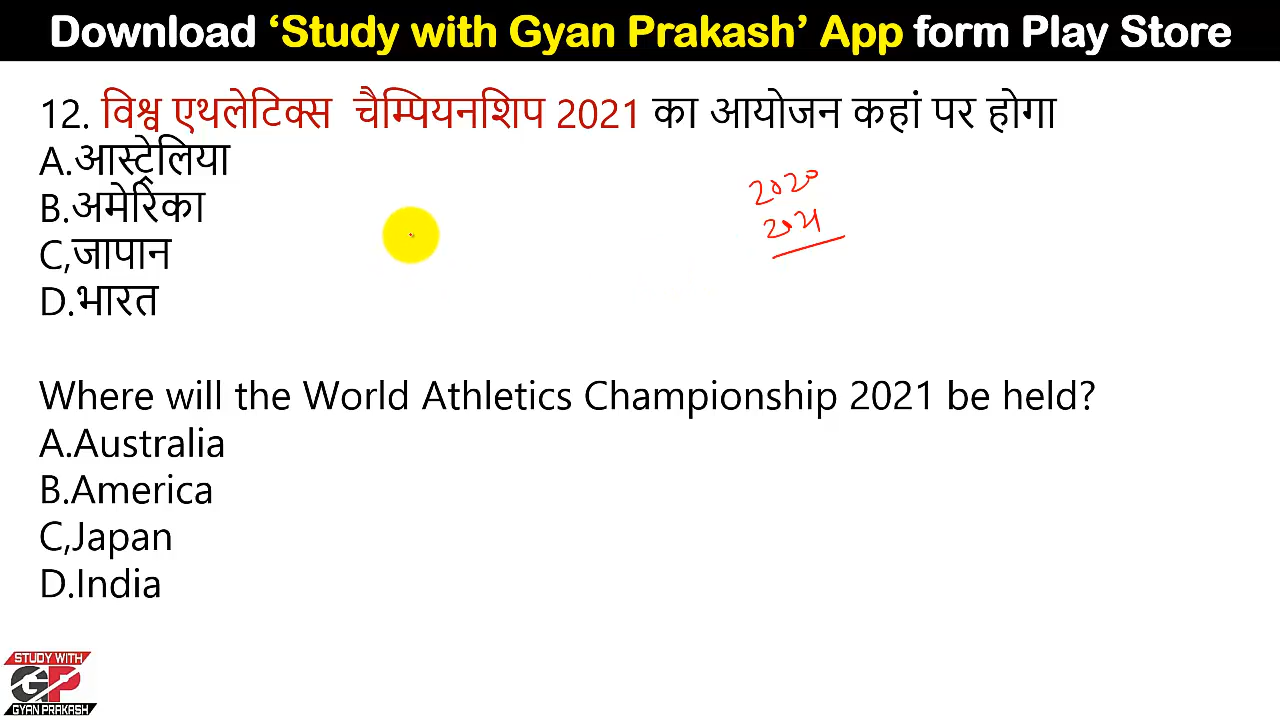 Download ‘Study with Gyan Prakash’ App form Play Store
12. विश्व एथलेटिक्स चैम्पियनशिप 2021 का आयोजन कहां पर होगा
A.आस्ट्रेलिया
B.अमेरिका
C,जापान
D.भारत
2020
2021
Where will the World Athletics Championship 2021 be held?
A.Australia
B.America
C,Japan
D.India
STUDY WITH
GP
GYAN PRAKASH